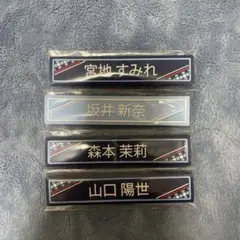 宮地 すみれ
坂井 新奈
森本 茉莉
山口 陽世